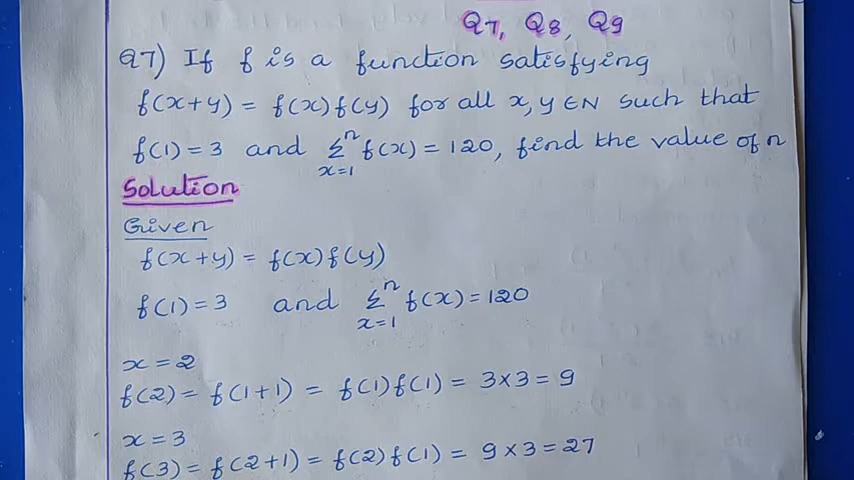 Q7, Q8, Q9
Q7) If f is a function satisfying
f(x+y) = f(x)f(y) for all x, y ∈ N such that
f(1) = 3 and Σⁿₓ₌₁ f(x) = 120, find the value of n
Solution
Given
f(x+y) = f(x)f(y)
f(1) = 3 and Σⁿₓ₌₁ f(x) = 120
x = 2
f(2) = f(1+1) = f(1)f(1) = 3×3 = 9
x = 3
f(3) = f(2+1) = f(2)f(1) = 9×3 = 27